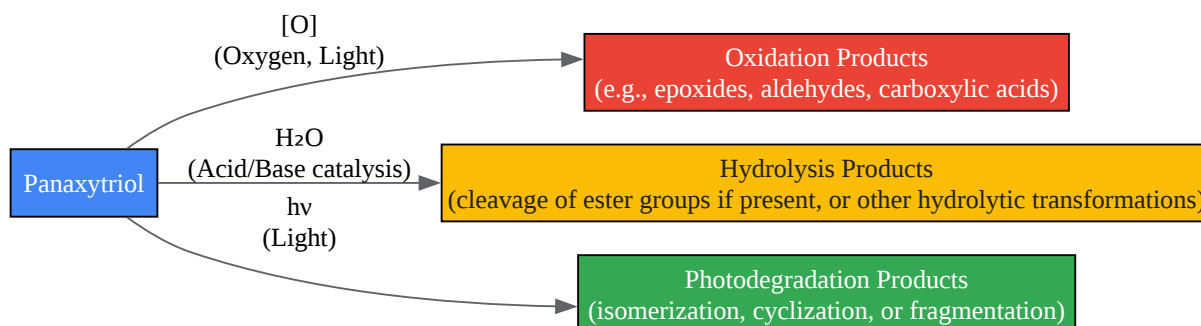 [O]
(Oxygen, Light)
Oxidation Products
(e.g., epoxides, aldehydes, carboxylic acids)
Panaxytriol
H₂O
(Acid/Base catalysis)
Hydrolysis Products
(cleavage of ester groups if present, or other hydrolytic transformations)
hν
(Light)
Photodegradation Products
(isomerization, cyclization, or fragmentation)